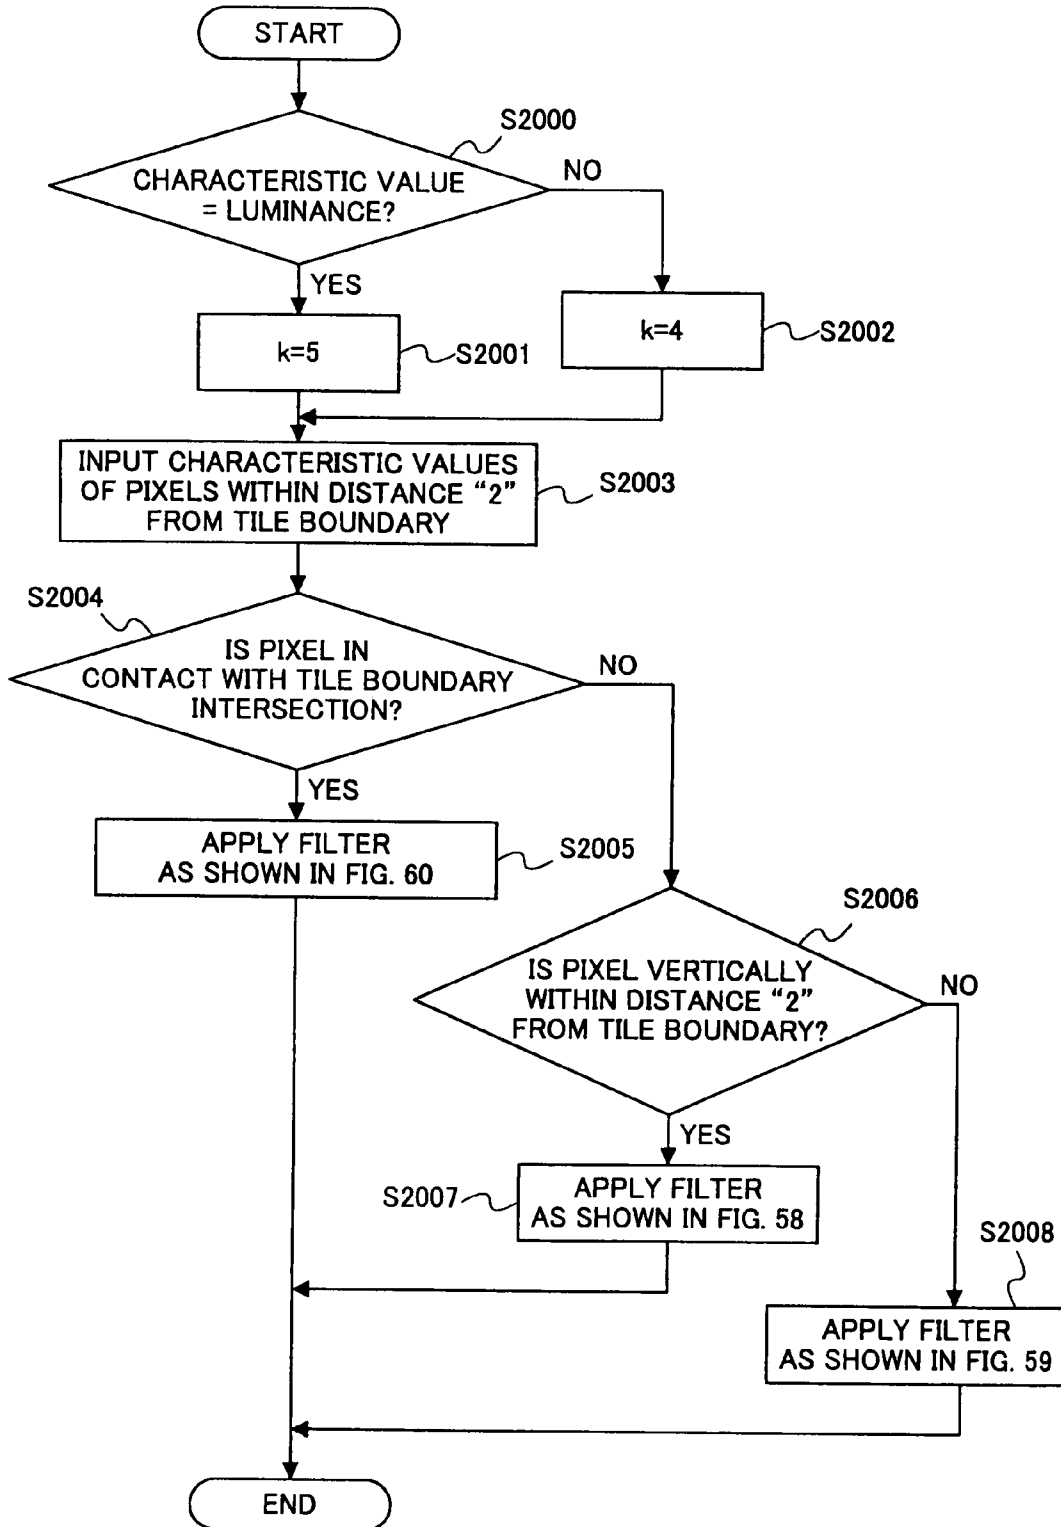 START
S2000
CHARACTERISTIC VALUE
= LUMINANCE?
NO
YES
k=5
S2001
k=4
S2002
INPUT CHARACTERISTIC VALUES
OF PIXELS WITHIN DISTANCE “2”
FROM TILE BOUNDARY
S2003
S2004
IS PIXEL IN
CONTACT WITH TILE BOUNDARY
INTERSECTION?
NO
YES
APPLY FILTER
AS SHOWN IN FIG. 60
S2005
S2006
IS PIXEL VERTICALLY
WITHIN DISTANCE “2”
FROM TILE BOUNDARY?
NO
YES
S2007
APPLY FILTER
AS SHOWN IN FIG. 58
S2008
APPLY FILTER
AS SHOWN IN FIG. 59
END